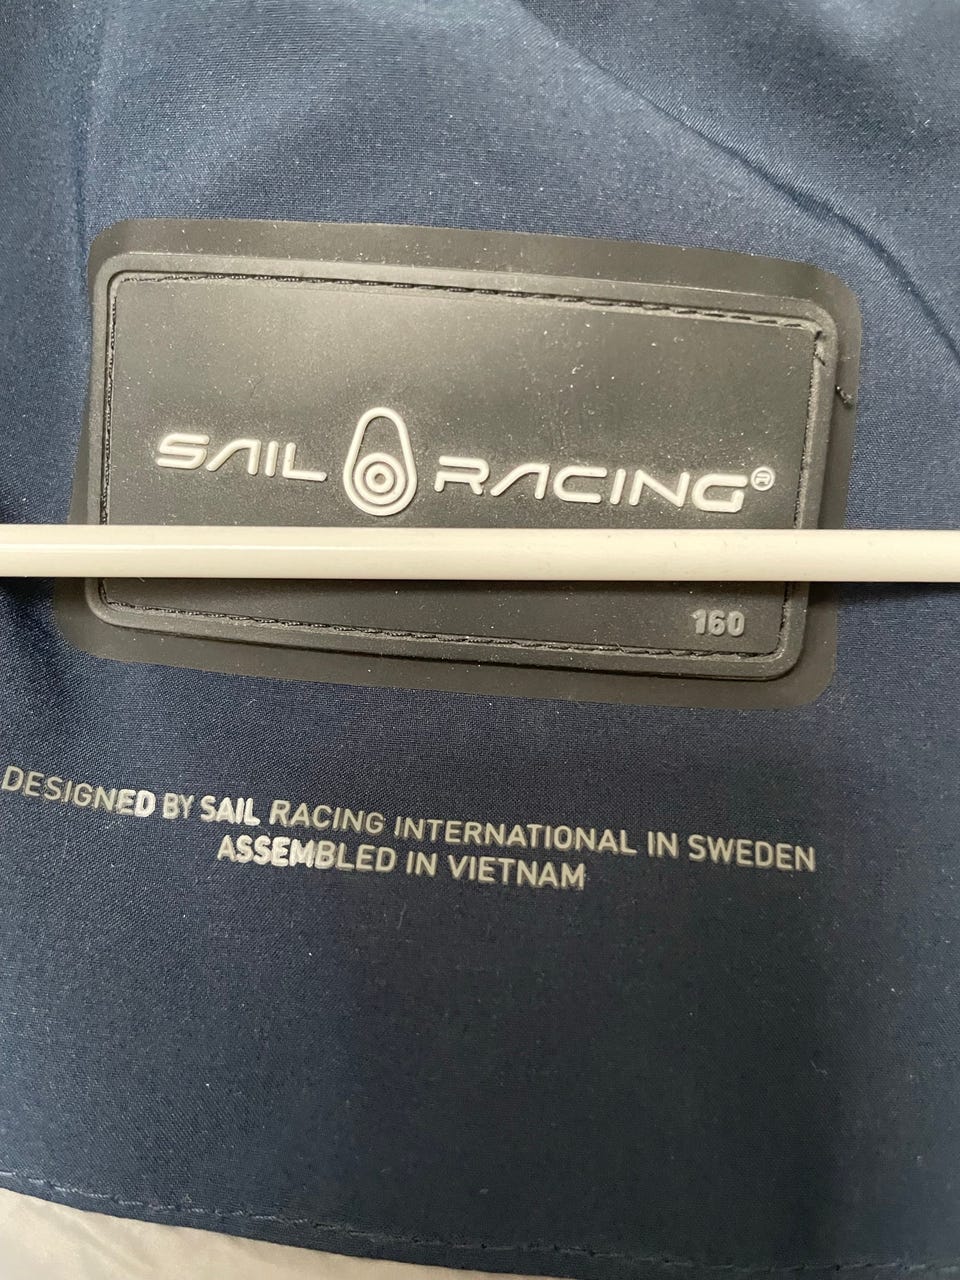 SAIL RACING®
160
DESIGNED BY SAIL RACING INTERNATIONAL IN SWEDEN
ASSEMBLED IN VIETNAM